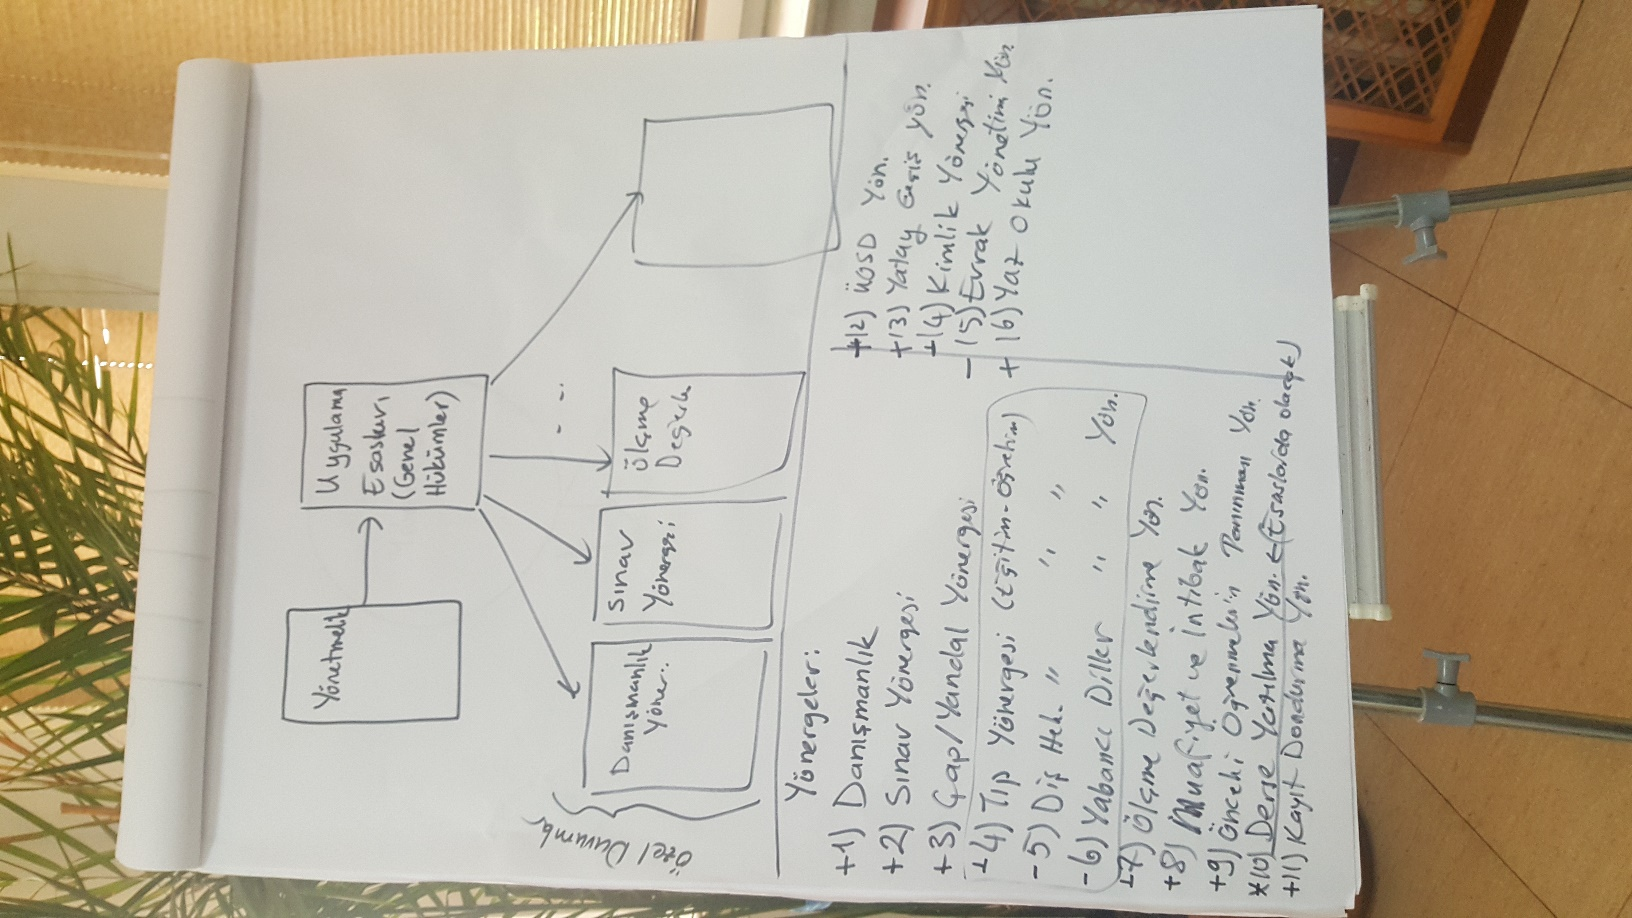 Yönetmelik
Uygulama
Esasları
(Genel
Hükümler)
Özel Durumlar
Danışmanlık
Yöner.
Sınav
Yönergesi
Ölçme
Değerle
Yönergeler:
+1) Danışmanlık
+2) Sınav Yönergesi
+3) Çap/Yandal Yönergesi
+4) Tıp Yönergesi (Eğitim-Öğretim)
-5) Diş Hek. " " "
-6) Yabancı Diller " " Yön.
+7) Ölçme Değerlendirme Yön.
+8) Muafiyet ve İntibak Yön.
+9) Önceki Öğrenmelerin Tanınması Yön.
*10) Derse Yazılma Yön. ← (Esaslarda olacak)
+11) Kayıt Dondurma Yön.
+12) ÜOSD Yön.
+13) Yatay Geçiş Yön.
+14) Kimlik Yönergesi
-15) Evrak Yönetimi Yön
+16) Yaz Okulu Yön.